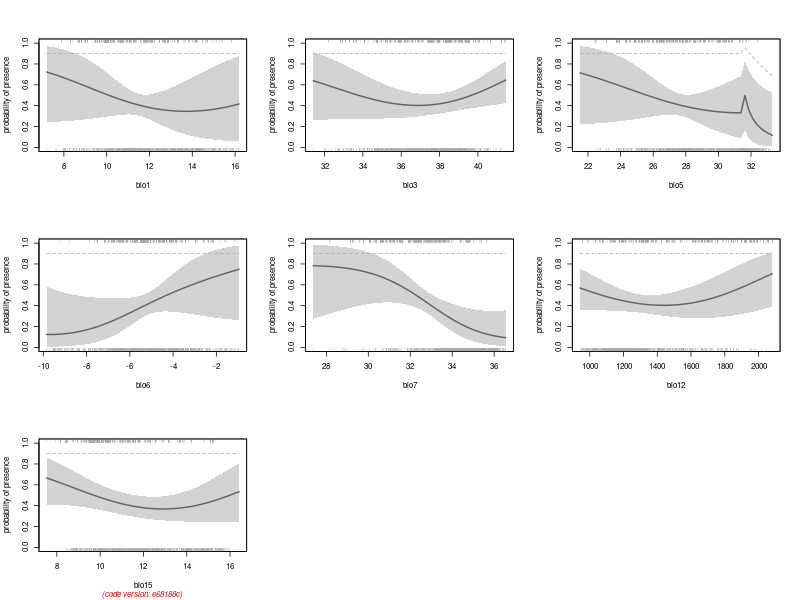 probability of presence
0.0 0.2 0.4 0.6 0.8 1.0
8 10 12 14 16
bio1
probability of presence
0.0 0.2 0.4 0.6 0.8 1.0
32 34 36 38 40
bio3
probability of presence
0.0 0.2 0.4 0.6 0.8 1.0
22 24 26 28 30 32
bio5
probability of presence
0.0 0.2 0.4 0.6 0.8 1.0
-10 -8 -6 -4 -2
bio6
probability of presence
0.0 0.2 0.4 0.6 0.8 1.0
28 30 32 34 36
bio7
probability of presence
0.0 0.2 0.4 0.6 0.8 1.0
1000 1200 1400 1600 1800 2000
bio12
probability of presence
0.0 0.2 0.4 0.6 0.8 1.0
8 10 12 14 16
bio15
(code version: e68188c)